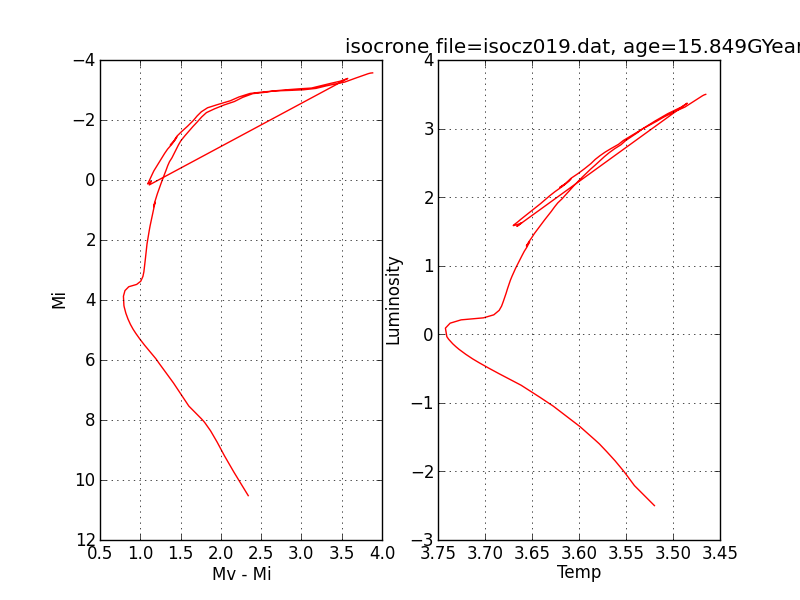 isocrone file=isocz019.dat, age=15.849GYear
−4
−2
0
2
4
6
8
10
12
0.5 1.0 1.5 2.0 2.5 3.0 3.5 4.0
Mi
Mv - Mi
4
3
2
1
0
−1
−2
−3
3.75 3.70 3.65 3.60 3.55 3.50 3.45
Luminosity
Temp